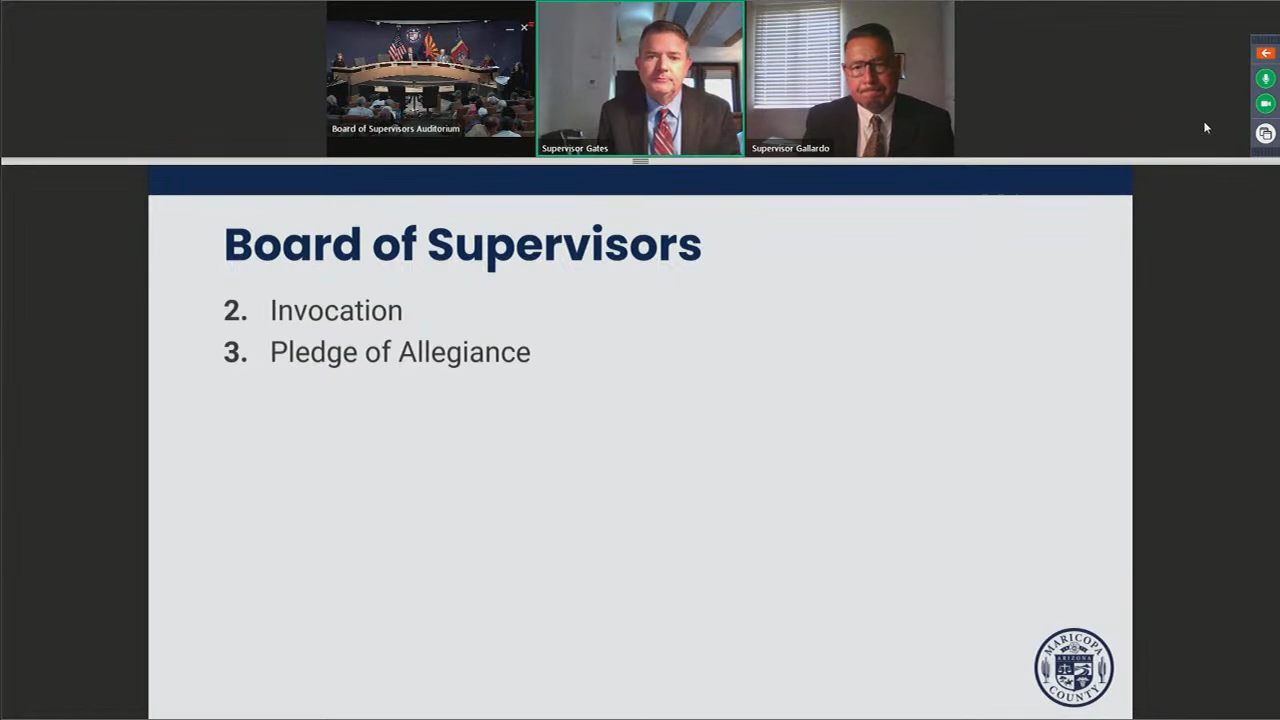 Board of Supervisors Auditorium
Supervisor Gates
Supervisor Gallardo
Board of Supervisors
2. Invocation
3. Pledge of Allegiance
MARICOPA
ARIZONA
COUNTY